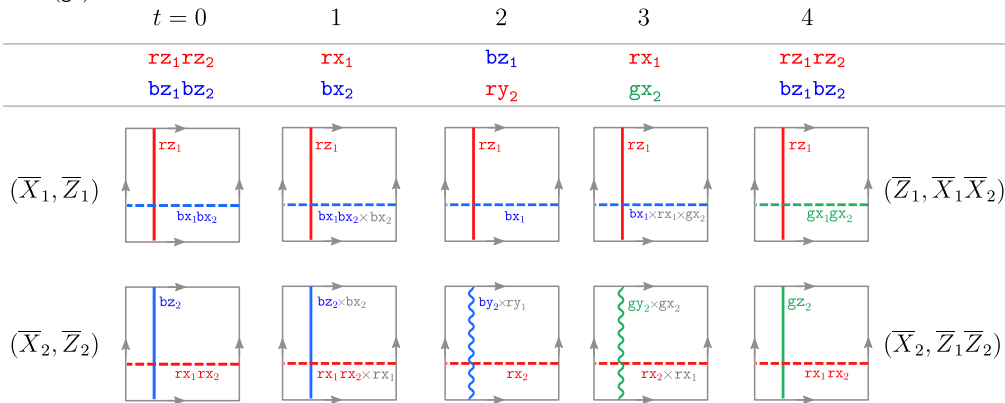 t = 0 1 2 3 4
rz₁rz₂ rx₁ bz₁ rx₁ rz₁rz₂
bz₁bz₂ bx₂ ry₂ gx₂ bz₁bz₂
rz₁ rz₁ rz₁ rz₁ rz₁
(X̅₁, Z̅₁) (Z̅₁, X̅₁X̅₂)
bx₁bx₂ bx₁bx₂×bx₂ bx₁ bx₁×rx₁×gx₂ gx₁gx₂
bz₂ bz₂×bx₂ by₂×ry₁ gy₂×gx₂ gz₂
(X̅₂, Z̅₂) (X̅₂, Z̅₁Z̅₂)
rx₁rx₂ rx₁rx₂×rx₁ rx₂ rx₂×rx₁ rx₁rx₂